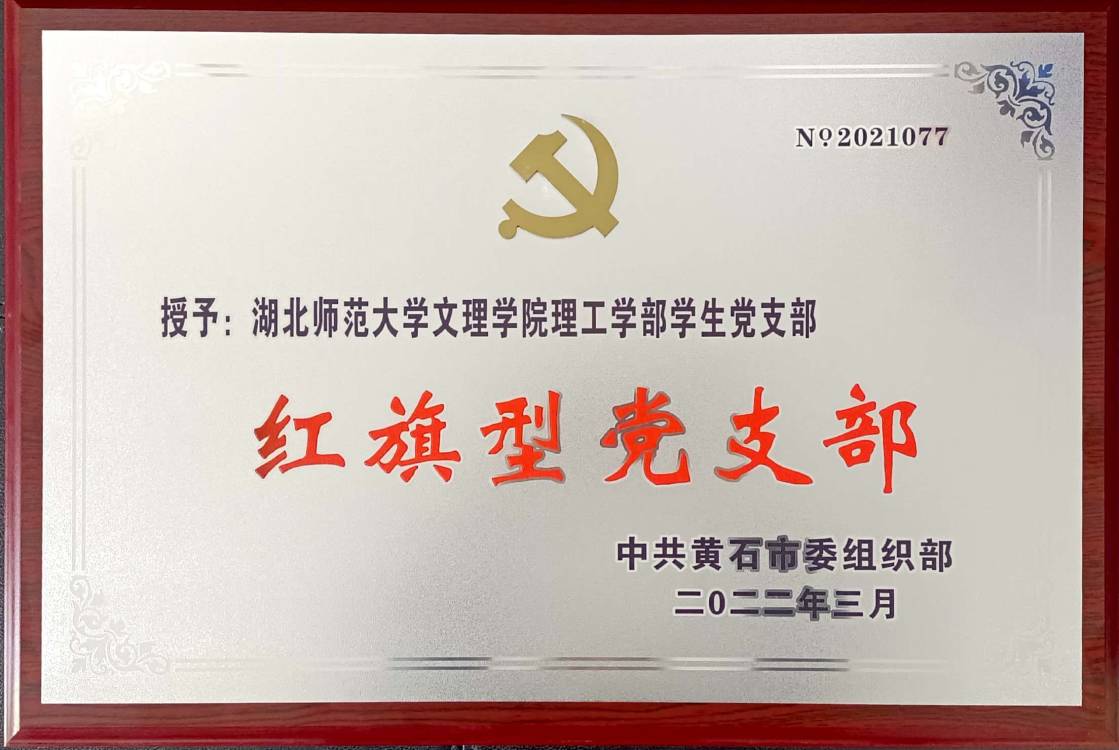 №2021077
授予：湖北师范大学文理学院理工学部学生党支部
红旗型党支部
中共黄石市委组织部
二0二二年三月